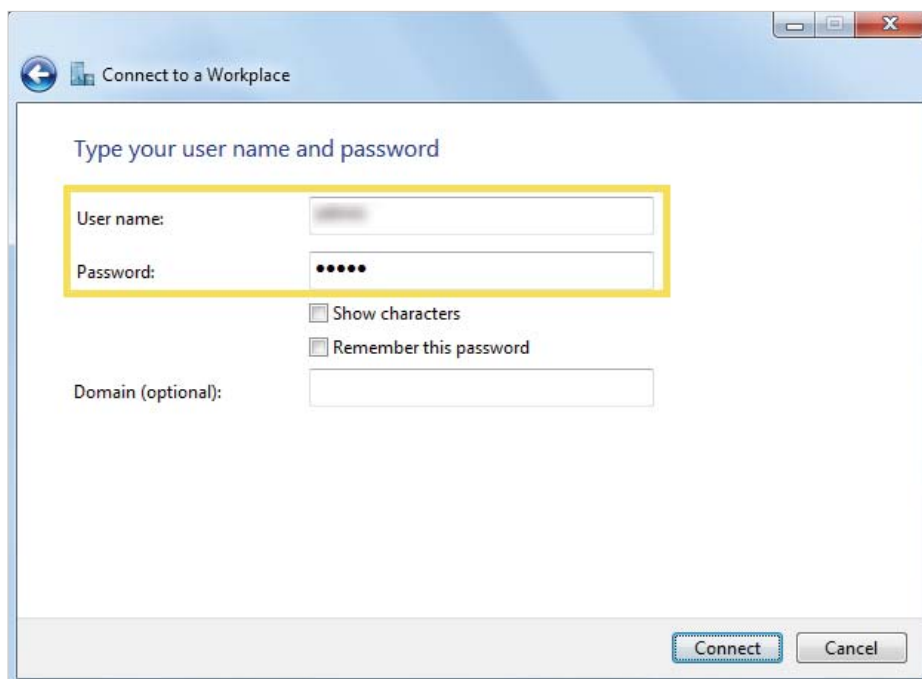 Connect to a Workplace
Type your user name and password
User name:
Password: •••••
Show characters
Remember this password
Domain (optional):
Connect Cancel